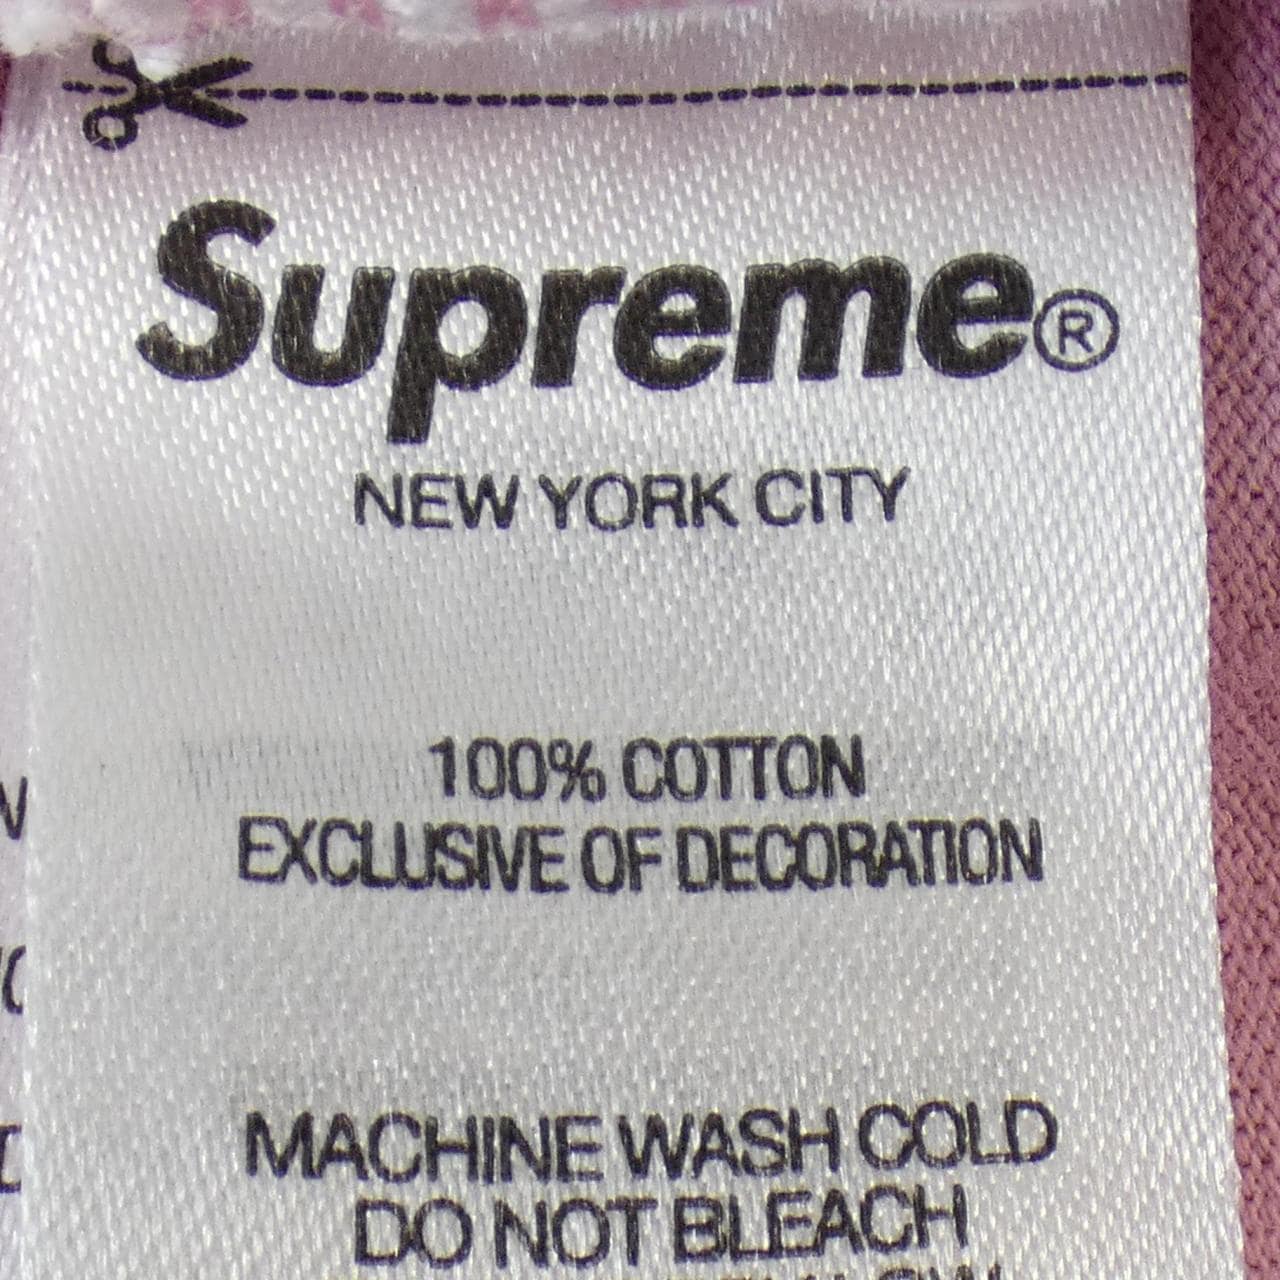 Supreme®
NEW YORK CITY
100% COTTON
EXCLUSIVE OF DECORATION
MACHINE WASH COLD
DO NOT BLEACH